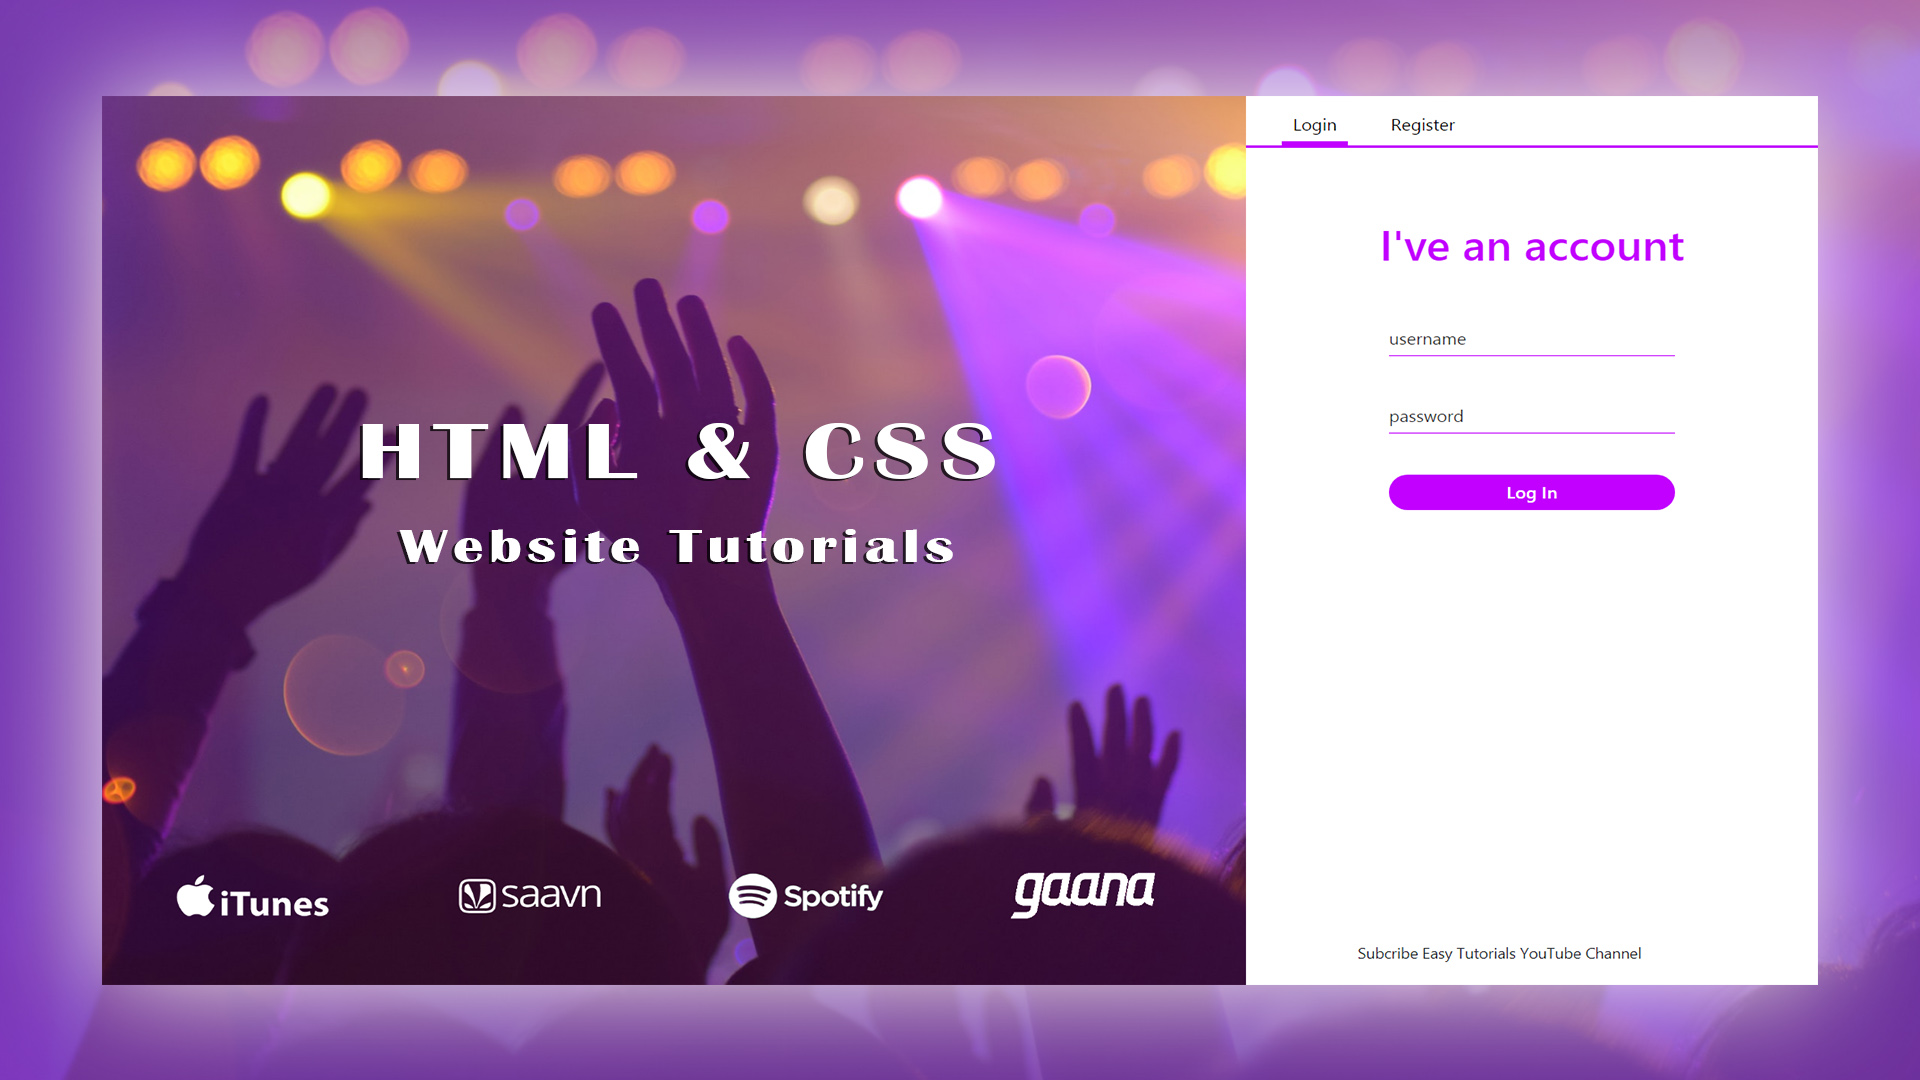 Login Register
I've an account
username
password
Log In
HTML & CSS
Website Tutorials
iTunes saavn Spotify gaana
Subcribe Easy Tutorials YouTube Channel